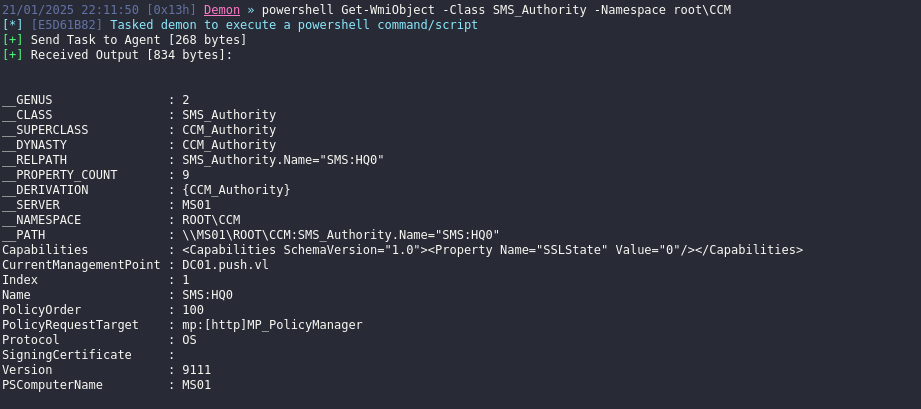 21/01/2025 22:11:50 [0x13h] Demon » powershell Get-WmiObject -Class SMS_Authority -Namespace root\CCM
[*] [E5D61B82] Tasked demon to execute a powershell command/script
[+] Send Task to Agent [268 bytes]
[+] Received Output [834 bytes]:
__GENUS : 2
__CLASS : SMS_Authority
__SUPERCLASS : CCM_Authority
__DYNASTY : CCM_Authority
__RELPATH : SMS_Authority.Name="SMS:HQ0"
__PROPERTY_COUNT : 9
__DERIVATION : {CCM_Authority}
__SERVER : MS01
__NAMESPACE : ROOT\CCM
__PATH : \\MS01\ROOT\CCM:SMS_Authority.Name="SMS:HQ0"
Capabilities : <Capabilities SchemaVersion="1.0"><Property Name="SSLState" Value="0"/></Capabilities>
CurrentManagementPoint : DC01.push.vl
Index : 1
Name : SMS:HQ0
PolicyOrder : 100
PolicyRequestTarget : mp:[http]MP_PolicyManager
Protocol : OS
SigningCertificate :
Version : 9111
PSComputerName : MS01